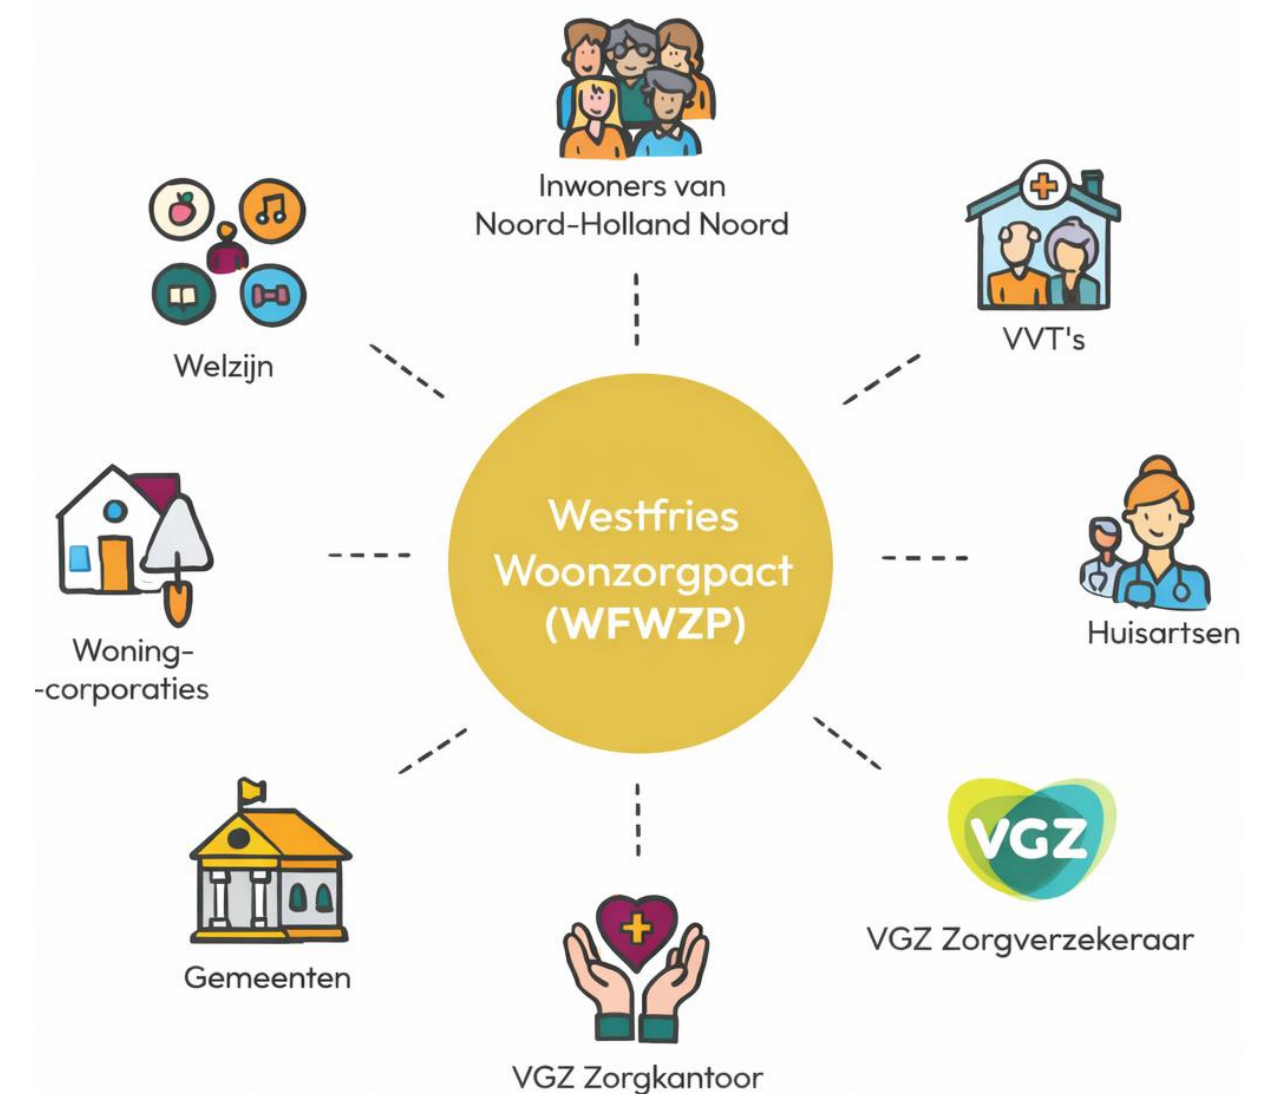 Inwoners van
Noord-Holland Noord
VVT's
Welzijn
Westfries
Woonzorgpact
(WFWZP)
Huisartsen
Woning-
-corporaties
VGZ
VGZ Zorgverzekeraar
Gemeenten
VGZ Zorgkantoor